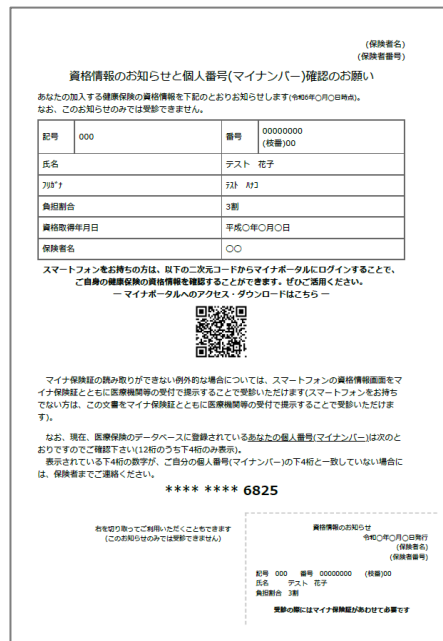 (保険者名)
(保険者番号)
資格情報のお知らせと個人番号(マイナンバー)確認のお願い
あなたの加入する健康保険の資格情報を下記のとおりお知らせします(令和6年〇月〇日時点)。
なお、このお知らせのみでは受診できません。
記号 000 番号 00000000
(枝番)00
氏名 テスト 花子
フリガナ テスト ハナコ
負担割合 3割
資格取得年月日 平成〇年〇月〇日
保険者名 〇〇
スマートフォンをお持ちの方は、以下の二次元コードからマイナポータルにログインすることで、
ご自身の健康保険の資格情報を確認することができます。ぜひご活用ください。
― マイナポータルへのアクセス・ダウンロードはこちら ―
マイナ保険証の読み取りができない例外的な場合については、スマートフォンの資格情報画面をマ
イナ保険証とともに医療機関等の受付で提示することで受診いただけます(スマートフォンをお持ち
でない方は、この文書をマイナ保険証とともに医療機関等の受付で提示することで受診いただけま
す)。
なお、現在、医療保険のデータベースに登録されているあなたの個人番号(マイナンバー)は次のと
おりですのでご確認下さい(12桁のうち下4桁のみ表示)。
表示されている下4桁の数字が、ご自分の個人番号(マイナンバー)の下4桁と一致していない場合に
は、保険者までご連絡ください。
**** **** 6825
右を切り取ってご利用いただくこともできます
(このお知らせのみでは受診できません)
資格情報のお知らせ
令和〇年〇月〇日発行
(保険者名)
(保険者番号)
記号 000 番号 00000000 (枝番)00
氏名 テスト 花子
負担割合 3割
受診の際にはマイナ保険証があわせて必要です